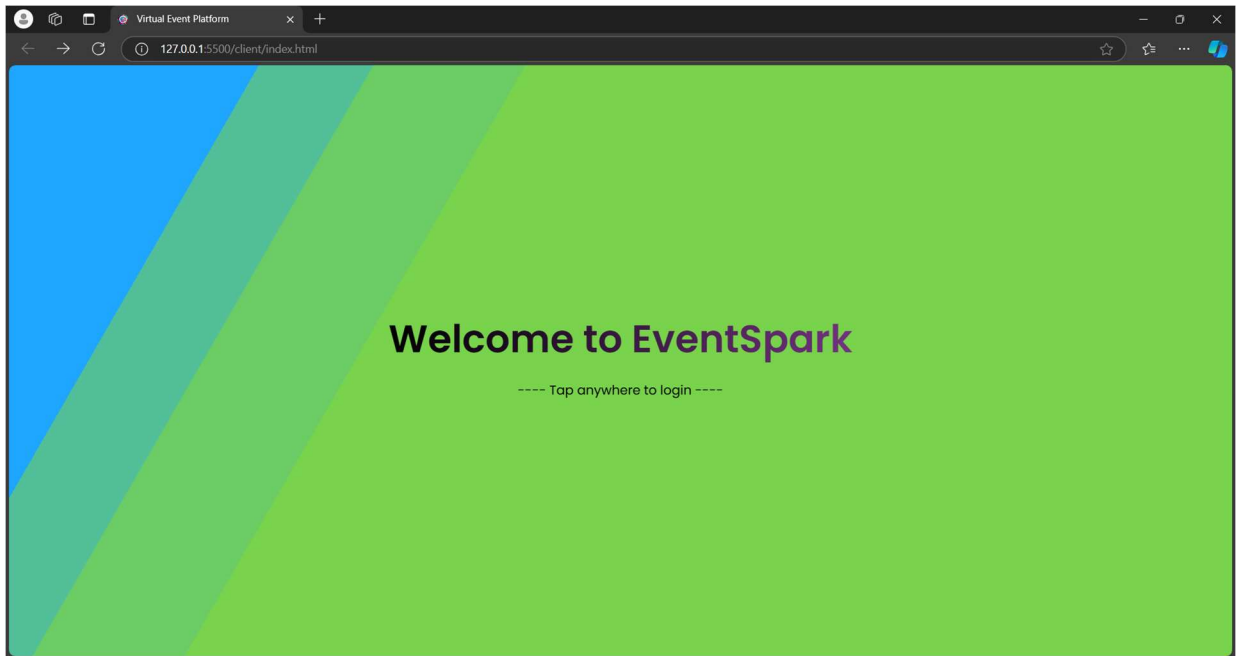 Virtual Event Platform
127.0.0.1:5500/client/index.html
Welcome to EventSpark
---- Tap anywhere to login ----